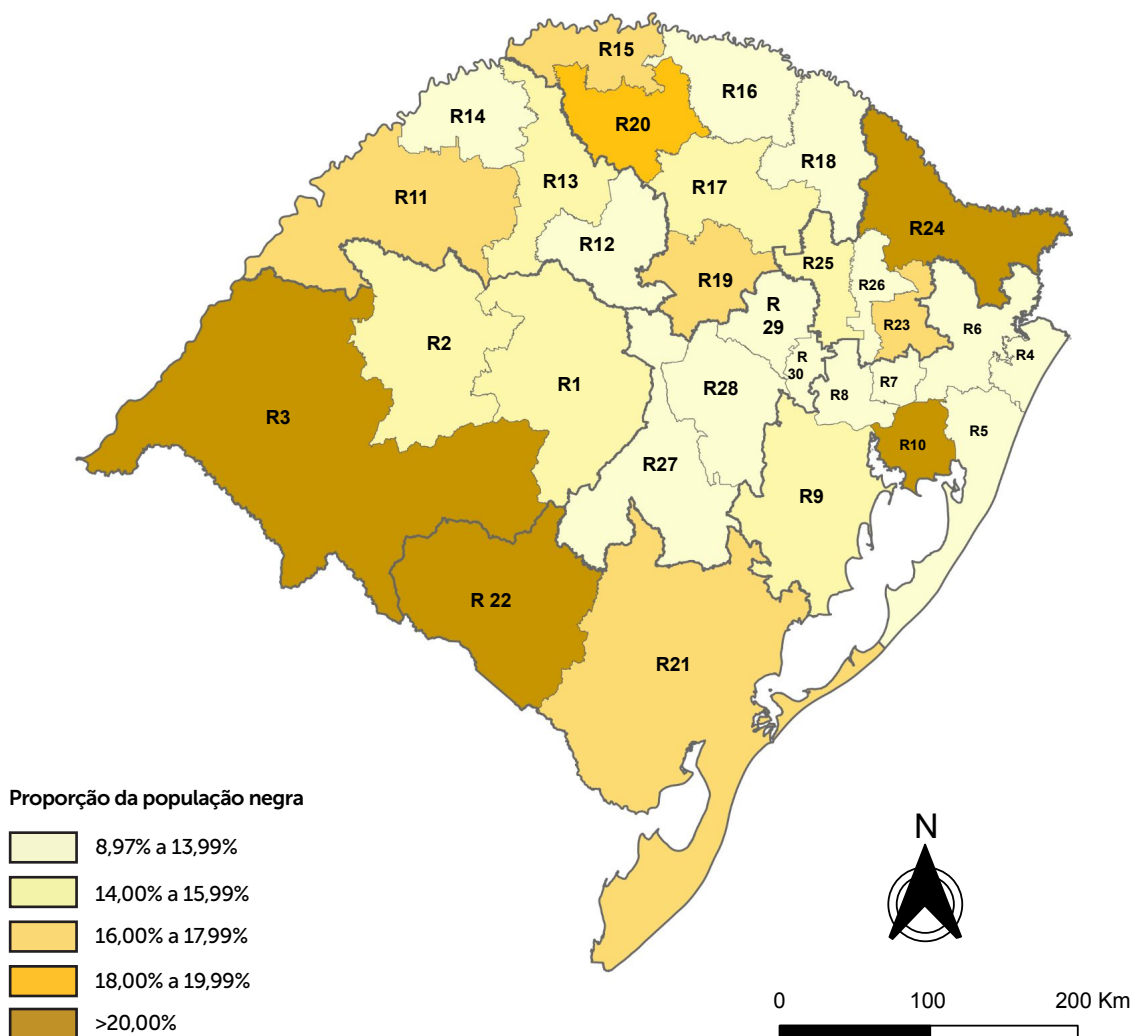 R15
R16
R14
R20
R18
R13
R17
R11
R24
R12
R25
R19
R26
R
29
R23
R6
R2
R4
R
30
R7
R1
R28
R8
R3
R5
R10
R27
R9
R 22
R21
Proporção da população negra
8,97% a 13,99%
14,00% a 15,99%
16,00% a 17,99%
18,00% a 19,99%
>20,00%
N
0 100 200 Km